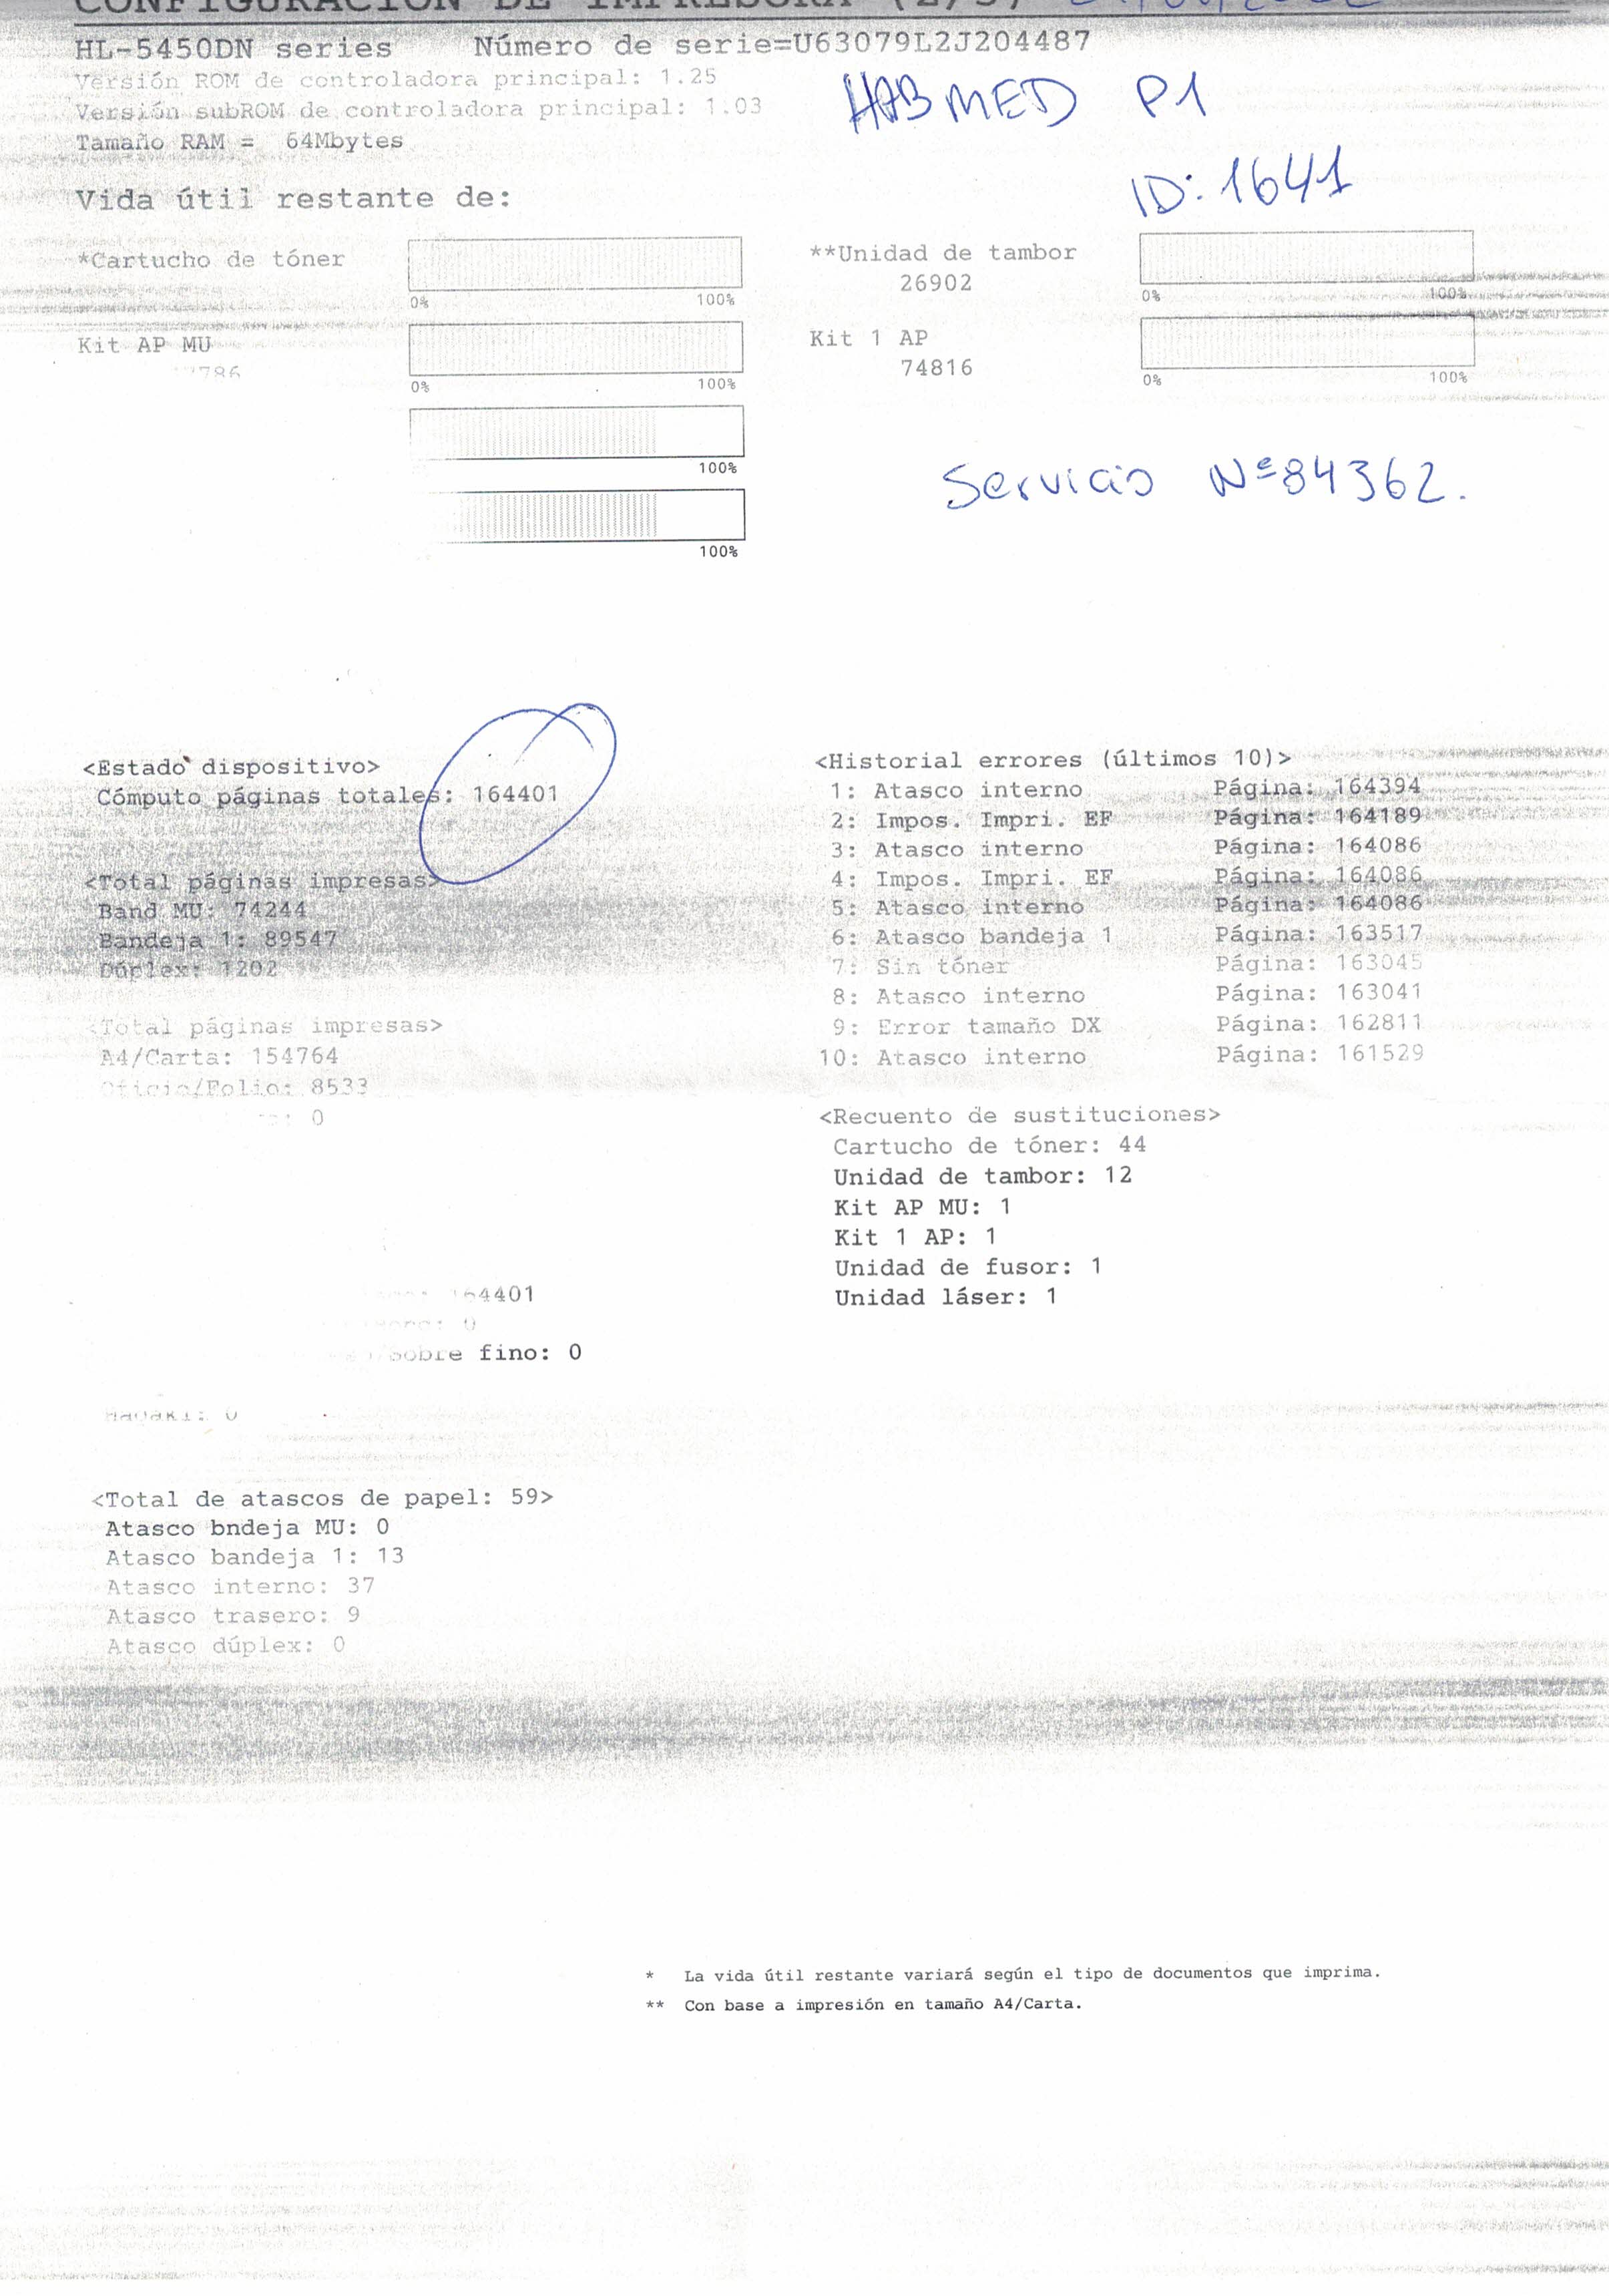 CONFIGURACIÓN DE IMPRESORA (2/3)
HL-5450DN series Número de serie=U63079L2J204487
Versión ROM de controladora principal: 1.25
Versión subROM de controladora principal: 1.03
HABMED P1
Tamaño RAM = 64Mbytes
ID: 1641
Vida útil restante de:
*Cartucho de tóner
0% 100%
**Unidad de tambor
26902
0% 100%
Kit AP MU
0% 100%
Kit 1 AP
74816
0% 100%
100%
Servicio Nº 84362.
100%
<Estado dispositivo>
Cómputo páginas totales: 164401
<Total páginas impresas>
Band MU: 74244
Bandeja 1: 89547
Dúplex: 1202
<Total páginas impresas>
A4/Carta: 154764
Oficio/Folio: 8533
: 0
164401
: 0
/Sobre fino: 0
Hagaki: 0
<Total de atascos de papel: 59>
Atasco bndeja MU: 0
Atasco bandeja 1: 13
Atasco interno: 37
Atasco trasero: 9
Atasco dúplex: 0
<Historial errores (últimos 10)>
1: Atasco interno Página: 164394
2: Impos. Impri. EF Página: 164189
3: Atasco interno Página: 164086
4: Impos. Impri. EF Página: 164086
5: Atasco interno Página: 164086
6: Atasco bandeja 1 Página: 163517
7: Sin tóner Página: 163045
8: Atasco interno Página: 163041
9: Error tamaño DX Página: 162811
10: Atasco interno Página: 161529
<Recuento de sustituciones>
Cartucho de tóner: 44
Unidad de tambor: 12
Kit AP MU: 1
Kit 1 AP: 1
Unidad de fusor: 1
Unidad láser: 1
* La vida útil restante variará según el tipo de documentos que imprima.
** Con base a impresión en tamaño A4/Carta.